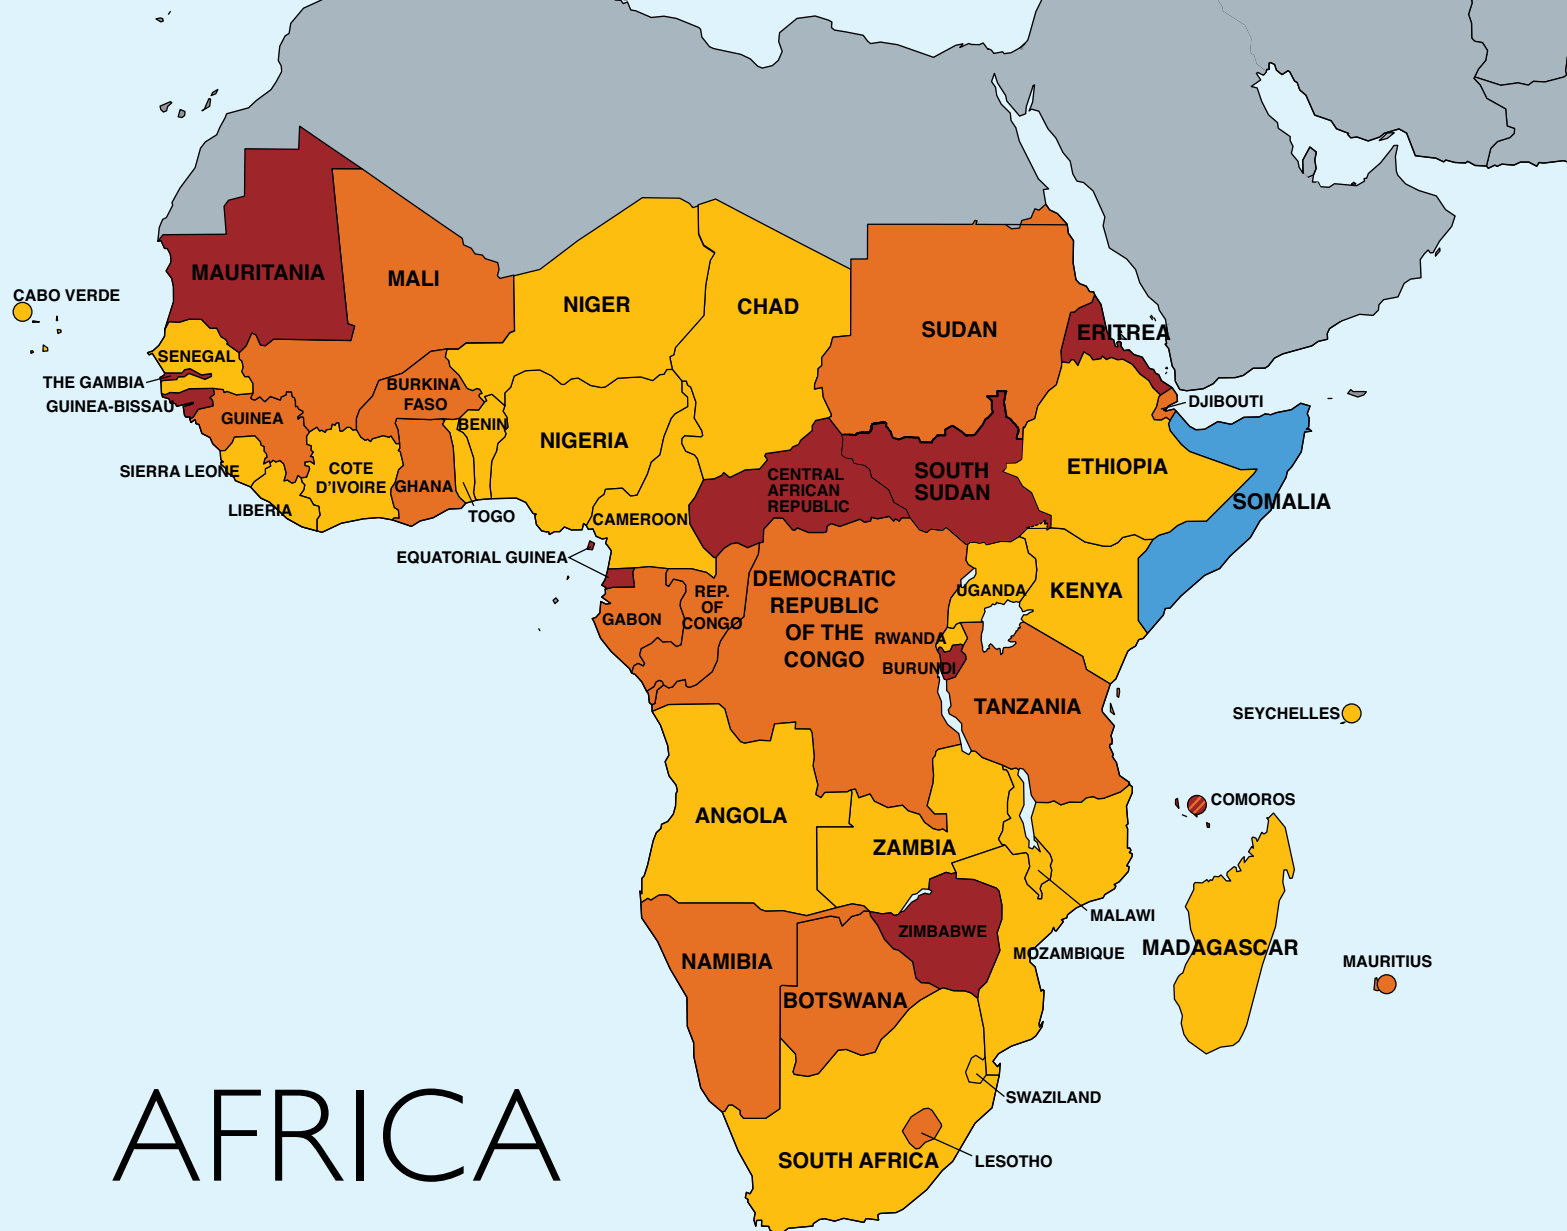 MAURITANIA
MALI
CABO VERDE
NIGER
CHAD
SUDAN
ERITREA
SENEGAL
THE GAMBIA
GUINEA-BISSAU
BURKINA
FASO
DJIBOUTI
GUINEA
BENIN
NIGERIA
SIERRA LEONE
COTE
D'IVOIRE
GHANA
CENTRAL
AFRICAN
REPUBLIC
SOUTH
SUDAN
ETHIOPIA
SOMALIA
LIBERIA
TOGO
CAMEROON
EQUATORIAL GUINEA
DEMOCRATIC
REPUBLIC
OF THE
CONGO
REP.
OF
CONGO
UGANDA
KENYA
GABON
RWANDA
BURUNDI
TANZANIA
SEYCHELLES
COMOROS
ANGOLA
ZAMBIA
MALAWI
ZIMBABWE
MOZAMBIQUE
MADAGASCAR
NAMIBIA
MAURITIUS
BOTSWANA
SWAZILAND
AFRICA
SOUTH AFRICA
LESOTHO